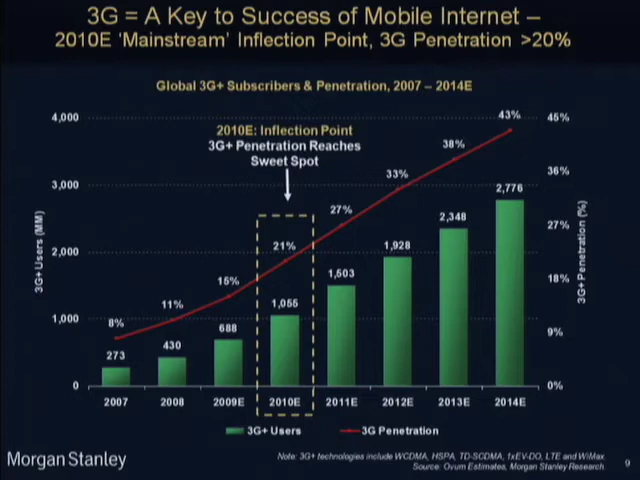 3G = A Key to Success of Mobile Internet –
2010E 'Mainstream' Inflection Point, 3G Penetration >20%
Global 3G+ Subscribers & Penetration, 2007 – 2014E
4,000
3,000
2,000
1,000
0
3G+ Users (MM)
2010E: Inflection Point
3G+ Penetration Reaches
Sweet Spot
8%
11%
15%
21%
27%
33%
38%
43%
273
430
688
1,055
1,503
1,928
2,348
2,776
45%
36%
27%
18%
9%
0%
3G+ Penetration (%)
2007
2008
2009E
2010E
2011E
2012E
2013E
2014E
3G+ Users
3G Penetration
Note: 3G+ technologies include WCDMA, HSPA, TD-SCDMA, 1xEV-DO, LTE and WiMax
Source: Ovum Estimates, Morgan Stanley Research
Morgan Stanley
9